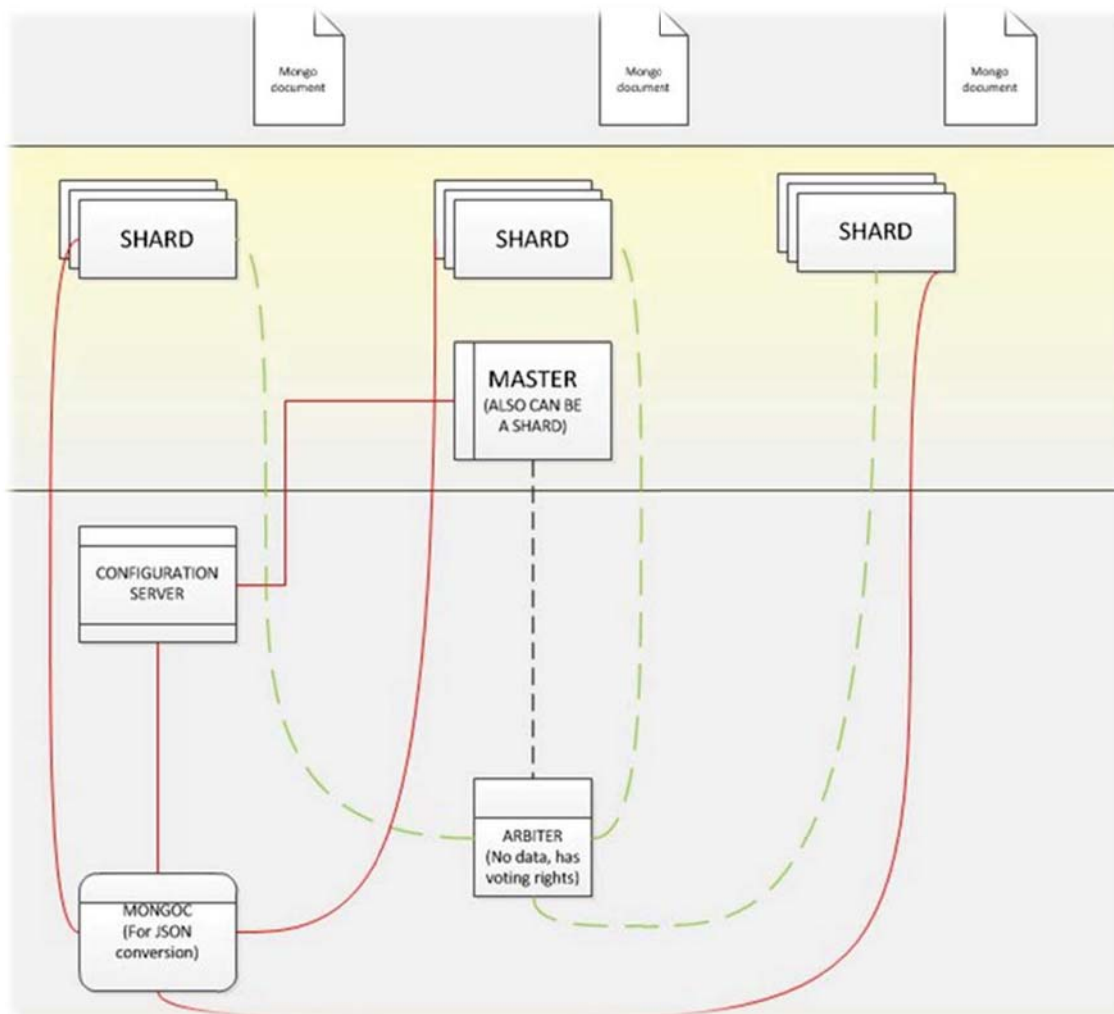 Mongo
document
Mongo
document
Mongo
document
SHARD
SHARD
SHARD
MASTER
(ALSO CAN BE
A SHARD)
CONFIGURATION
SERVER
ARBITER
(No data, has
voting rights)
MONGOC
(For JSON
conversion)